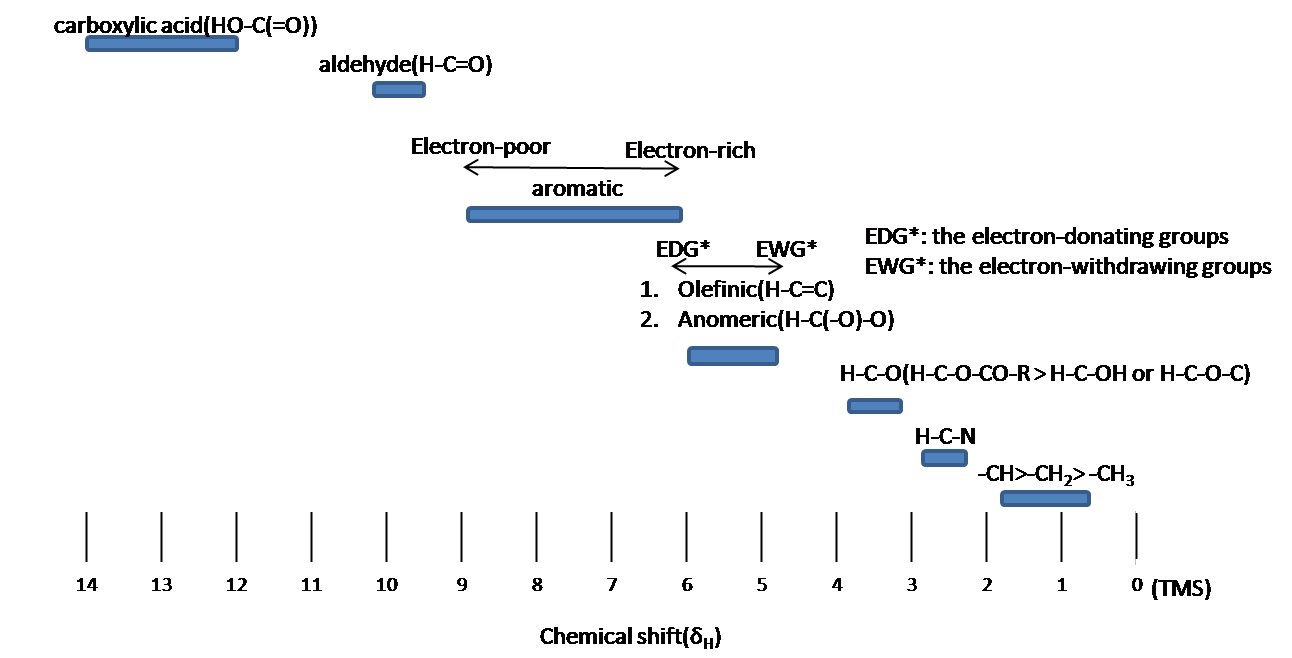 carboxylic acid(HO-C(=O))
aldehyde(H-C=O)
Electron-poor
Electron-rich
aromatic
EDG*
EWG*
EDG*: the electron-donating groups
EWG*: the electron-withdrawing groups
1. Olefinic(H-C=C)
2. Anomeric(H-C(-O)-O)
H-C-O(H-C-O-CO-R > H-C-OH or H-C-O-C)
H-C-N
-CH>-CH₂>-CH₃
14 13 12 11 10 9 8 7 6 5 4 3 2 1 0 (TMS)
Chemical shift(δH)